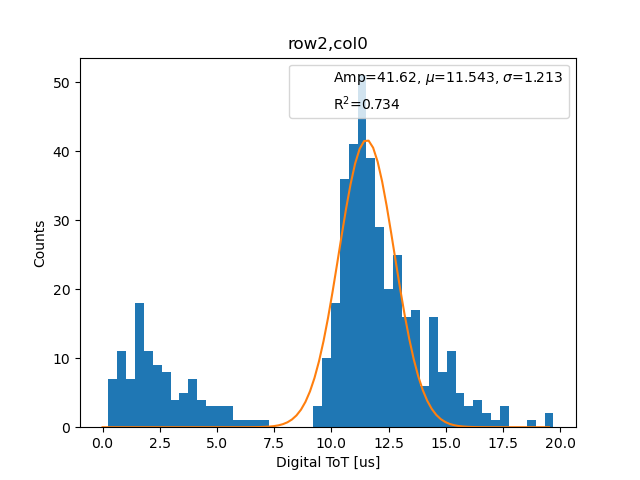 row2,col0
Amp=41.62, μ=11.543, σ=1.213
R²=0.734
50
40
30
20
10
0
Counts
0.0 2.5 5.0 7.5 10.0 12.5 15.0 17.5 20.0
Digital ToT [us]